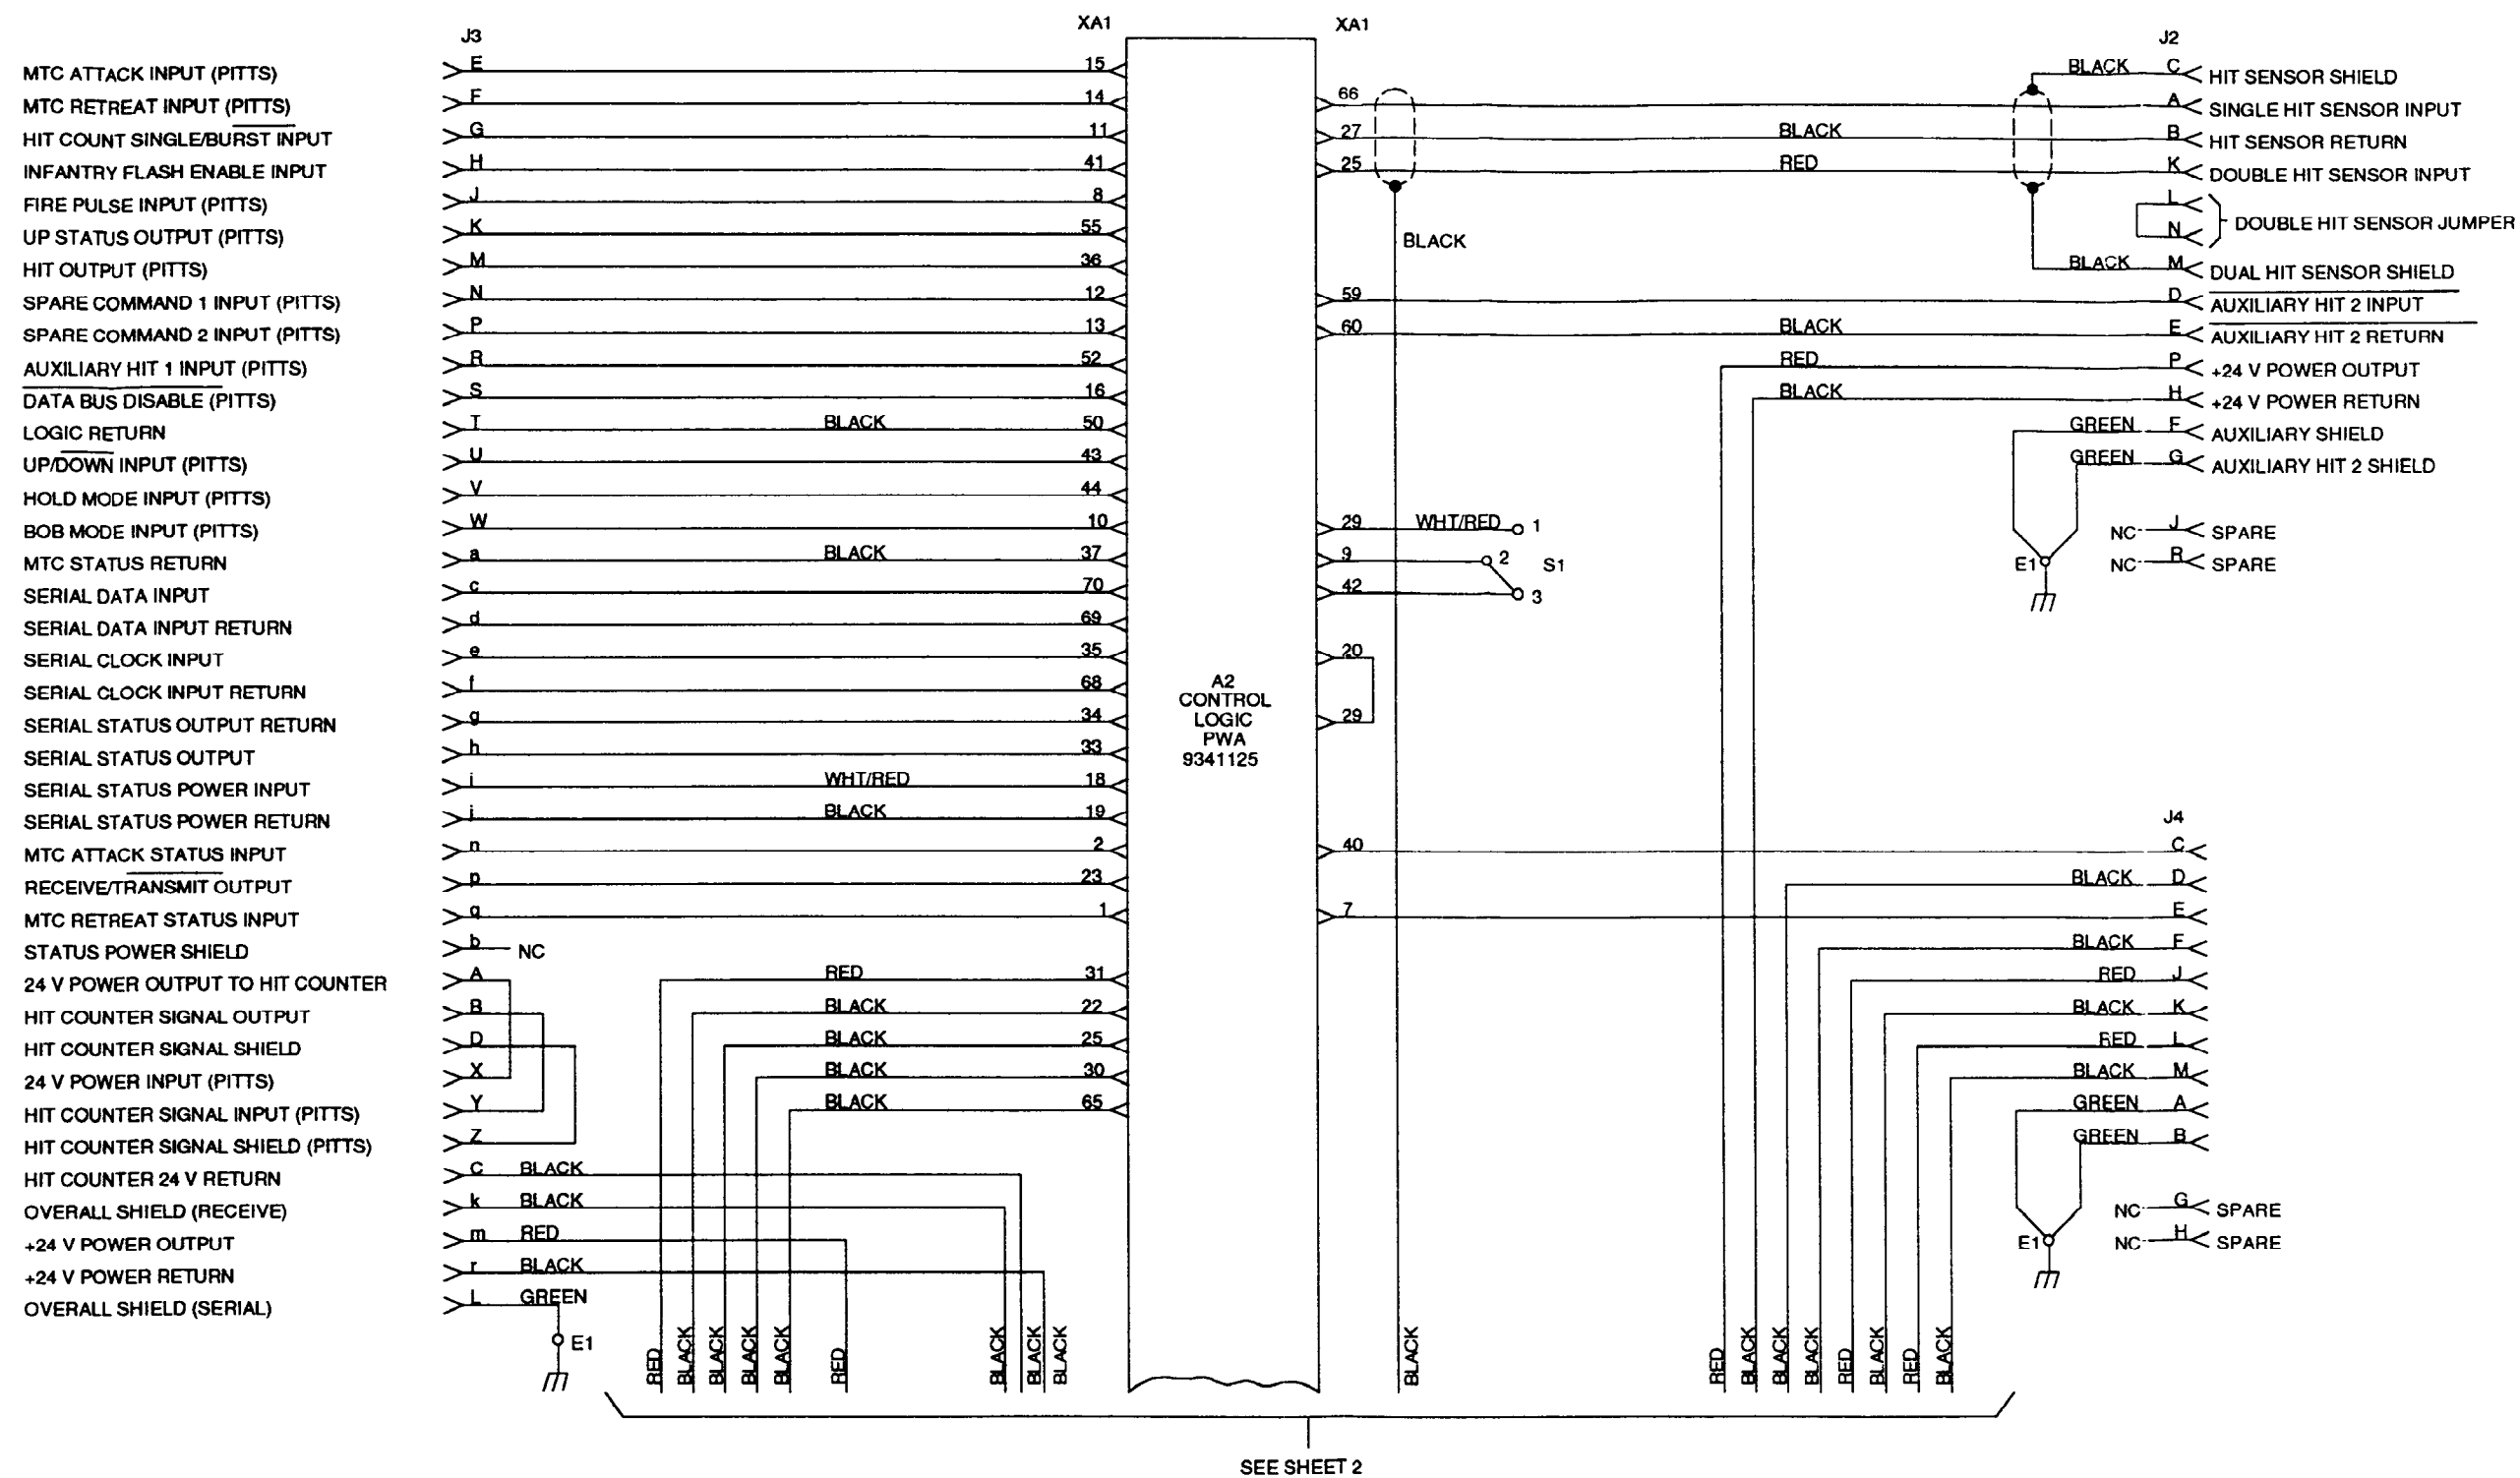 XA1
XA1
J3
J2
MTC ATTACK INPUT (PITTS) E 15
MTC RETREAT INPUT (PITTS) F 14
HIT COUNT SINGLE/BURST INPUT G 11
INFANTRY FLASH ENABLE INPUT H 41
FIRE PULSE INPUT (PITTS) J 8
UP STATUS OUTPUT (PITTS) K 55
HIT OUTPUT (PITTS) M 36
SPARE COMMAND 1 INPUT (PITTS) N 12
SPARE COMMAND 2 INPUT (PITTS) P 13
AUXILIARY HIT 1 INPUT (PITTS) R 52
DATA BUS DISABLE (PITTS) S 16
LOGIC RETURN T BLACK 50
UP/DOWN INPUT (PITTS) U 43
HOLD MODE INPUT (PITTS) V 44
BOB MODE INPUT (PITTS) W 10
MTC STATUS RETURN a BLACK 37
SERIAL DATA INPUT c 70
SERIAL DATA INPUT RETURN d 69
SERIAL CLOCK INPUT e 35
SERIAL CLOCK INPUT RETURN f 68
SERIAL STATUS OUTPUT RETURN g 34
SERIAL STATUS OUTPUT h 33
SERIAL STATUS POWER INPUT i WHT/RED 18
SERIAL STATUS POWER RETURN j BLACK 19
MTC ATTACK STATUS INPUT n 2
RECEIVE/TRANSMIT OUTPUT p 23
MTC RETREAT STATUS INPUT q 1
STATUS POWER SHIELD b NC
24 V POWER OUTPUT TO HIT COUNTER A RED 31
HIT COUNTER SIGNAL OUTPUT B BLACK 22
HIT COUNTER SIGNAL SHIELD D BLACK 25
24 V POWER INPUT (PITTS) X BLACK 30
HIT COUNTER SIGNAL INPUT (PITTS) Y BLACK 65
HIT COUNTER SIGNAL SHIELD (PITTS) Z
HIT COUNTER 24 V RETURN C BLACK
OVERALL SHIELD (RECEIVE) k BLACK
+24 V POWER OUTPUT m RED
+24 V POWER RETURN r BLACK
OVERALL SHIELD (SERIAL) L GREEN
E1
RED
BLACK
BLACK
BLACK
BLACK
RED
BLACK
BLACK
BLACK
A2
CONTROL
LOGIC
PWA
9341125
BLACK C HIT SENSOR SHIELD
66 A SINGLE HIT SENSOR INPUT
27 BLACK B HIT SENSOR RETURN
25 RED K DOUBLE HIT SENSOR INPUT
L
DOUBLE HIT SENSOR JUMPER
N
BLACK
BLACK M DUAL HIT SENSOR SHIELD
59 D AUXILIARY HIT 2 INPUT
60 BLACK E AUXILIARY HIT 2 RETURN
RED P +24 V POWER OUTPUT
BLACK H +24 V POWER RETURN
GREEN F AUXILIARY SHIELD
GREEN G AUXILIARY HIT 2 SHIELD
29 WHT/RED 1
NC J SPARE
9 2 S1
E1 NC R SPARE
42 3
20
29
J4
40 C
BLACK D
7 E
BLACK F
RED J
BLACK K
RED L
BLACK M
GREEN A
GREEN B
NC G SPARE
E1 NC H SPARE
BLACK
RED
BLACK
BLACK
BLACK
RED
BLACK
RED
BLACK
SEE SHEET 2